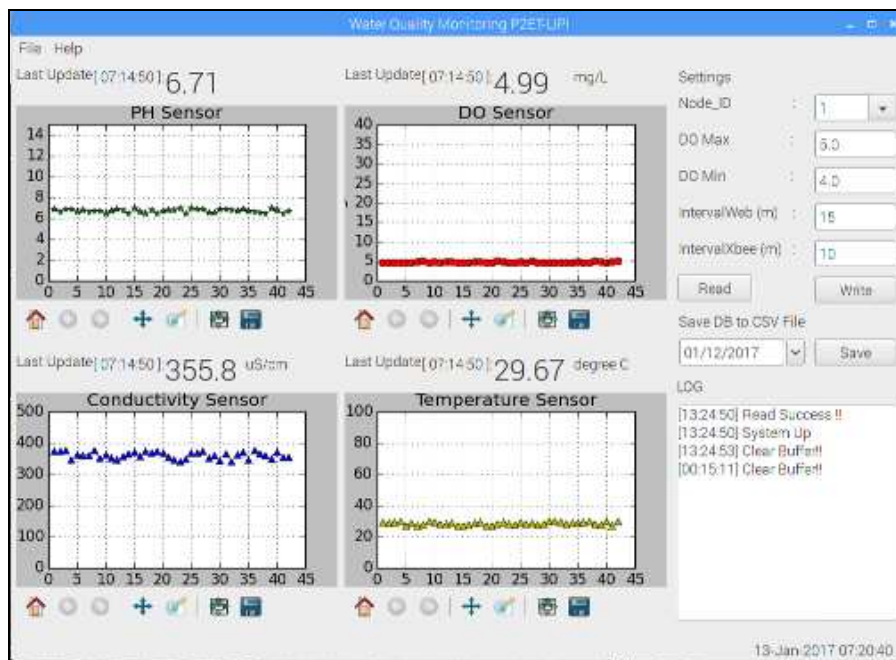 Water Quality Monitoring P2ET-UPI
File Help
Last Update[ 07:14:50]: 6.71
PH Sensor
14
12
10
8
6
4
2
0
0 5 10 15 20 25 30 35 40 45
Last Update[ 07:14:50]: 4.99 mg/L
DO Sensor
40
35
30
25
20
15
10
5
0
0 5 10 15 20 25 30 35 40 45
Last Update[ 07:14:50]: 355.8 uS/cm
Conductivity Sensor
500
400
300
200
100
0
0 5 10 15 20 25 30 35 40 45
Last Update[ 07:14:50]: 29.67 degree C
Temperature Sensor
100
80
60
40
20
0
0 5 10 15 20 25 30 35 40 45
Settings
Node_ID : 1
DO Max : 5.0
DO Min : 4.0
IntervalWeb (m) : 15
IntervalXbee (m) : 10
Read Write
Save DB to CSV File
01/12/2017 Save
LOG
[13:24:50] Read Success !!
[13:24:50] System Up
[13:24:53] Clear Buffer!!
[00:15:11] Clear Buffer!!
13-Jan-2017 07:20:40